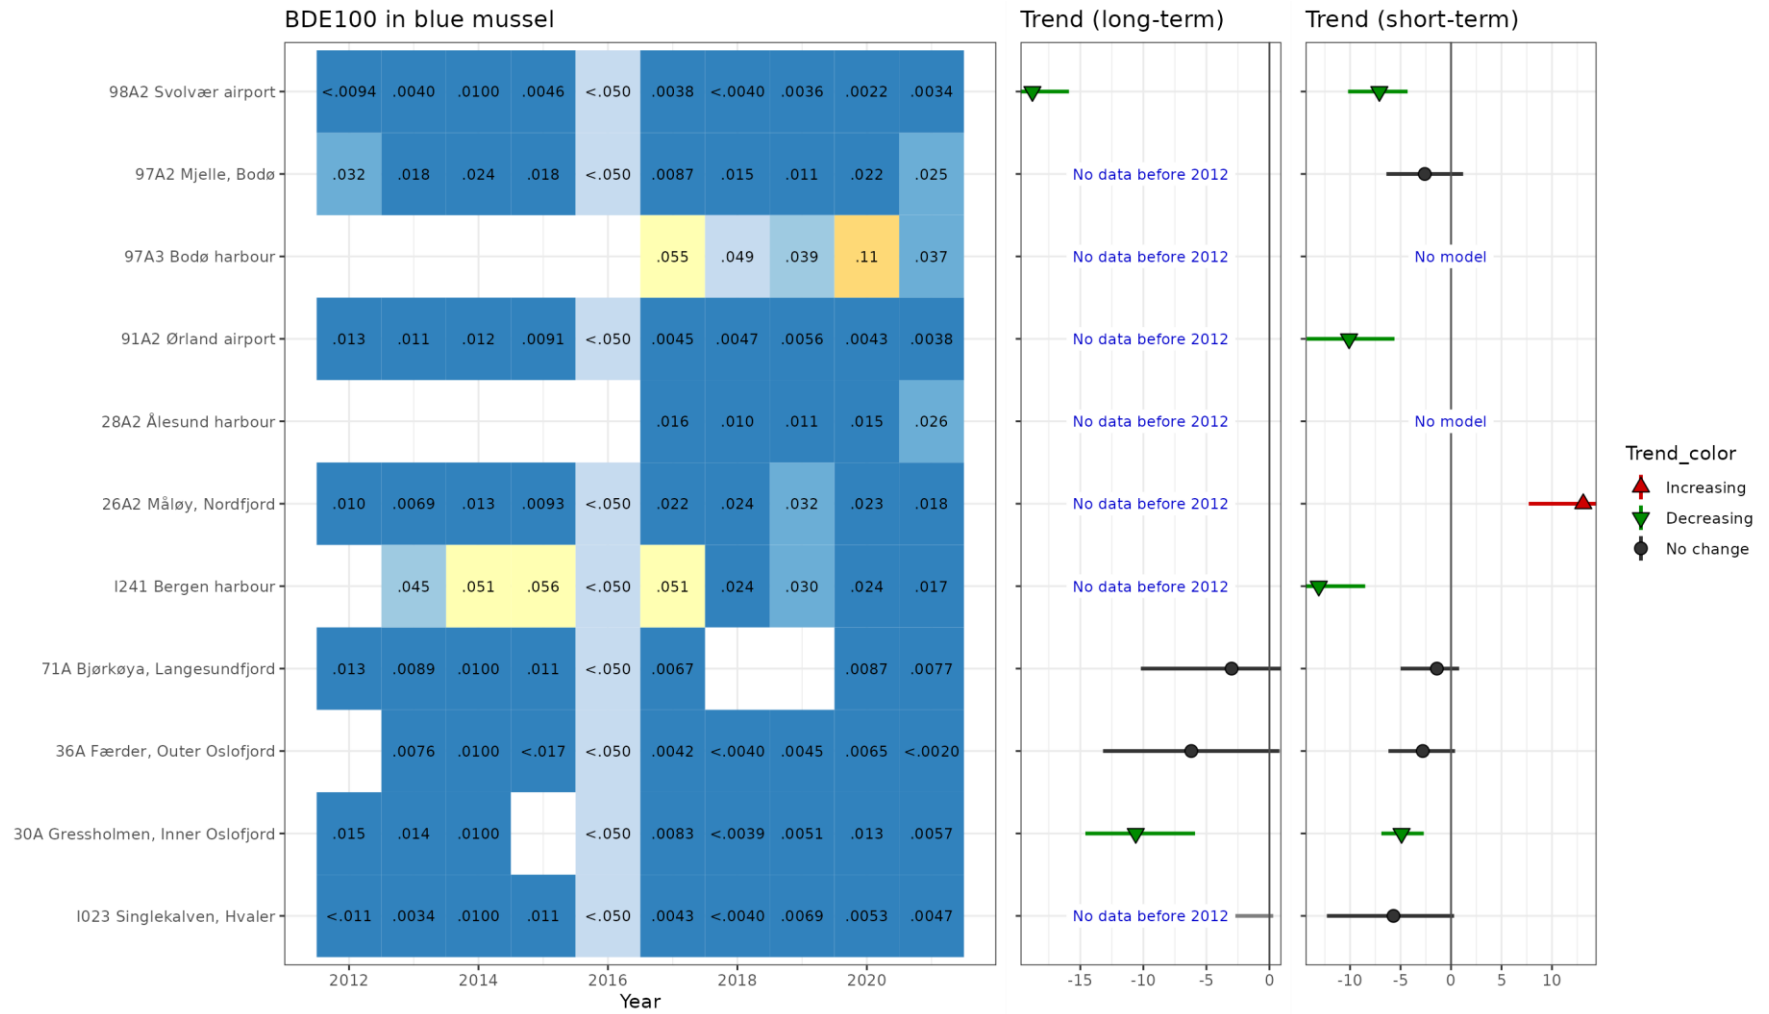 BDE100 in blue mussel Trend (long-term) Trend (short-term)
98A2 Svolvær airport <.0094 .0040 .0100 .0046 <.050 .0038 <.0040 .0036 .0022 .0034
97A2 Mjelle, Bodø .032 .018 .024 .018 <.050 .0087 .015 .011 .022 .025 No data before 2012
97A3 Bodø harbour .055 .049 .039 .11 .037 No data before 2012 No model
91A2 Ørland airport .013 .011 .012 .0091 <.050 .0045 .0047 .0056 .0043 .0038 No data before 2012
28A2 Ålesund harbour .016 .010 .011 .015 .026 No data before 2012 No model
Trend_color
Increasing
Decreasing
No change
26A2 Måløy, Nordfjord .010 .0069 .013 .0093 <.050 .022 .024 .032 .023 .018 No data before 2012
I241 Bergen harbour .045 .051 .056 <.050 .051 .024 .030 .024 .017 No data before 2012
71A Bjørkøya, Langesundfjord .013 .0089 .0100 .011 <.050 .0067 .0087 .0077
36A Færder, Outer Oslofjord .0076 .0100 <.017 <.050 .0042 <.0040 .0045 .0065 <.0020
30A Gressholmen, Inner Oslofjord .015 .014 .0100 <.050 .0083 <.0039 .0051 .013 .0057
I023 Singlekalven, Hvaler <.011 .0034 .0100 .011 <.050 .0043 <.0040 .0069 .0053 .0047 No data before 2012
2012 2014 2016 2018 2020 -15 -10 -5 0 -10 -5 0 5 10
Year